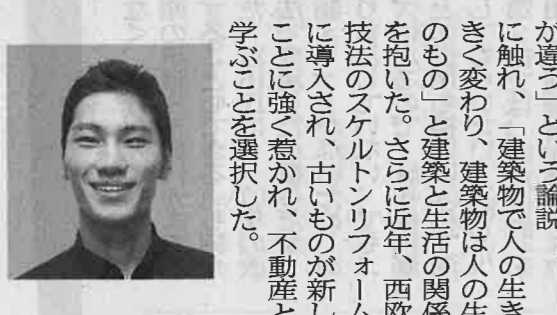 が違う」という論説
に触れ、「建築物で人の生き
きく変わり、建築物は人の生
のもの」と建築と生活の関係
を抱いた。さらに近年、西欧
技法のスケルトンリフォーム
に導入され、古いものが新し
ことに強く惹かれ、不動産と
学ぶことを選択した。